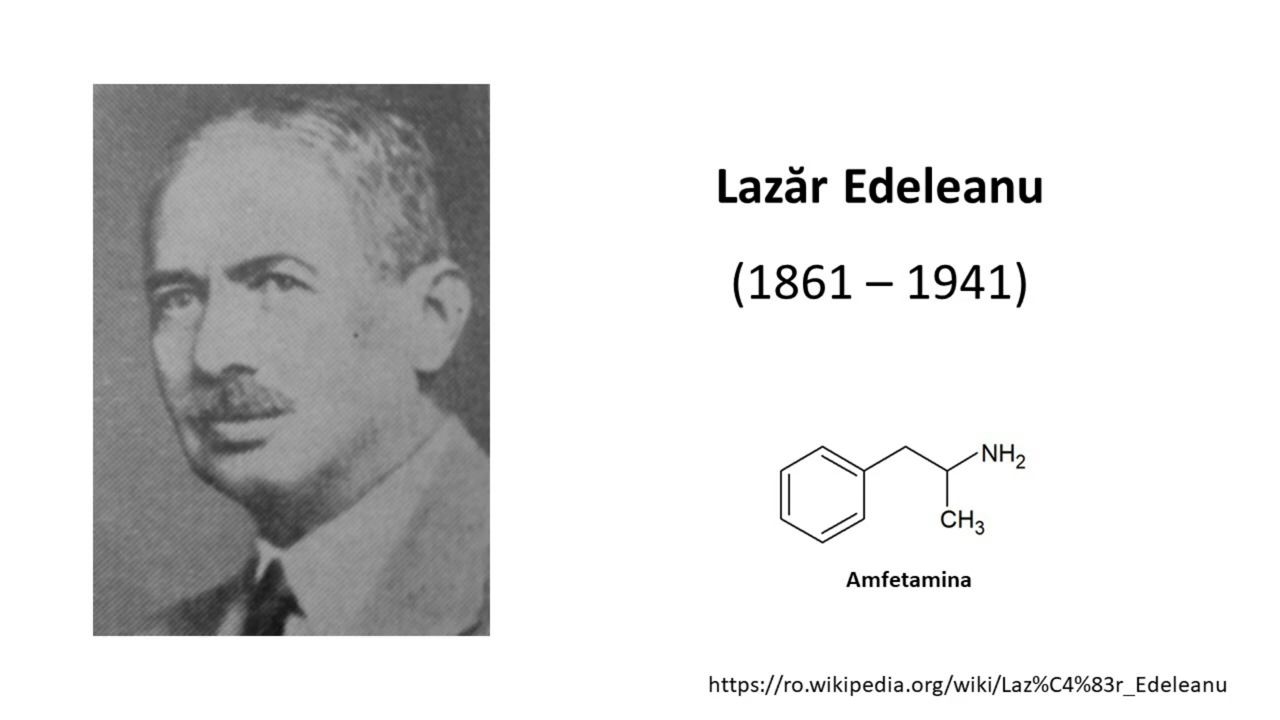 Lazăr Edeleanu
(1861 – 1941)
NH2
CH3
Amfetamina
https://ro.wikipedia.org/wiki/Laz%C4%83r_Edeleanu